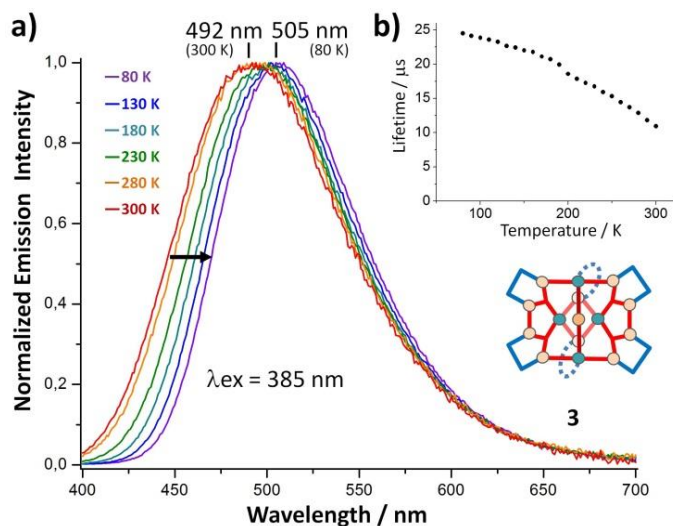 a)
492 nm
(300 K)
505 nm
(80 K)
1,0
0,8
0,6
0,4
0,2
0,0
Normalized Emission Intensity
80 K
130 K
180 K
230 K
280 K
300 K
λex = 385 nm
400
450
500
550
600
650
700
Wavelength / nm
b)
25
20
15
10
5
0
Lifetime / µs
100
200
300
Temperature / K
3